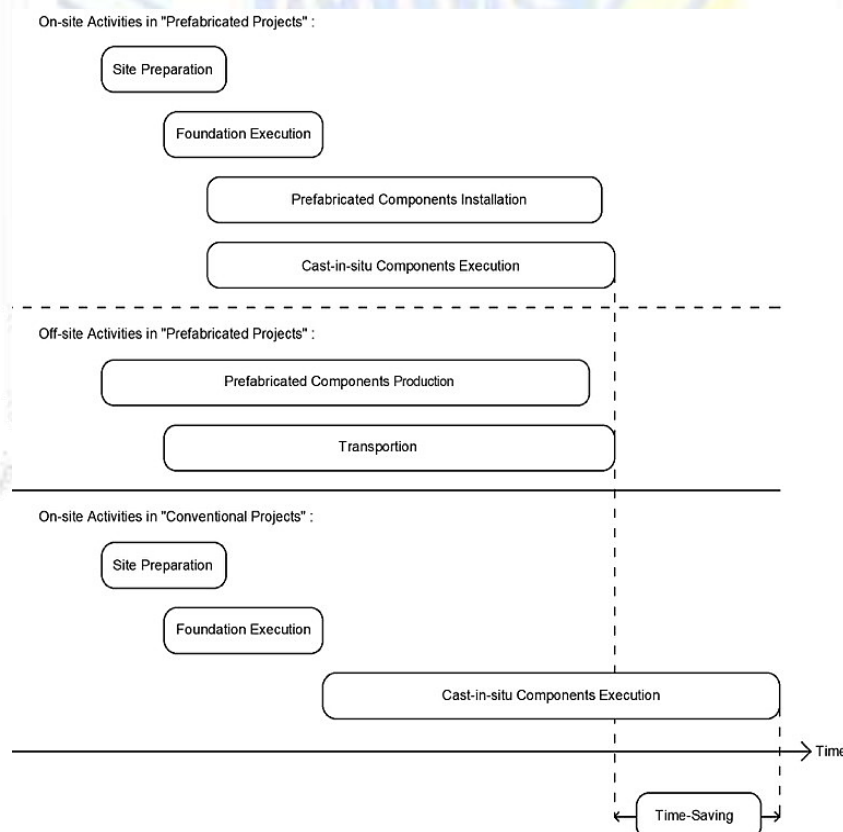 On-site Activities in "Prefabricated Projects" :
Site Preparation
Foundation Execution
Prefabricated Components Installation
Cast-in-situ Components Execution
Off-site Activities in "Prefabricated Projects" :
Prefabricated Components Production
Transportion
On-site Activities in "Conventional Projects" :
Site Preparation
Foundation Execution
Cast-in-situ Components Execution
Time
Time-Saving